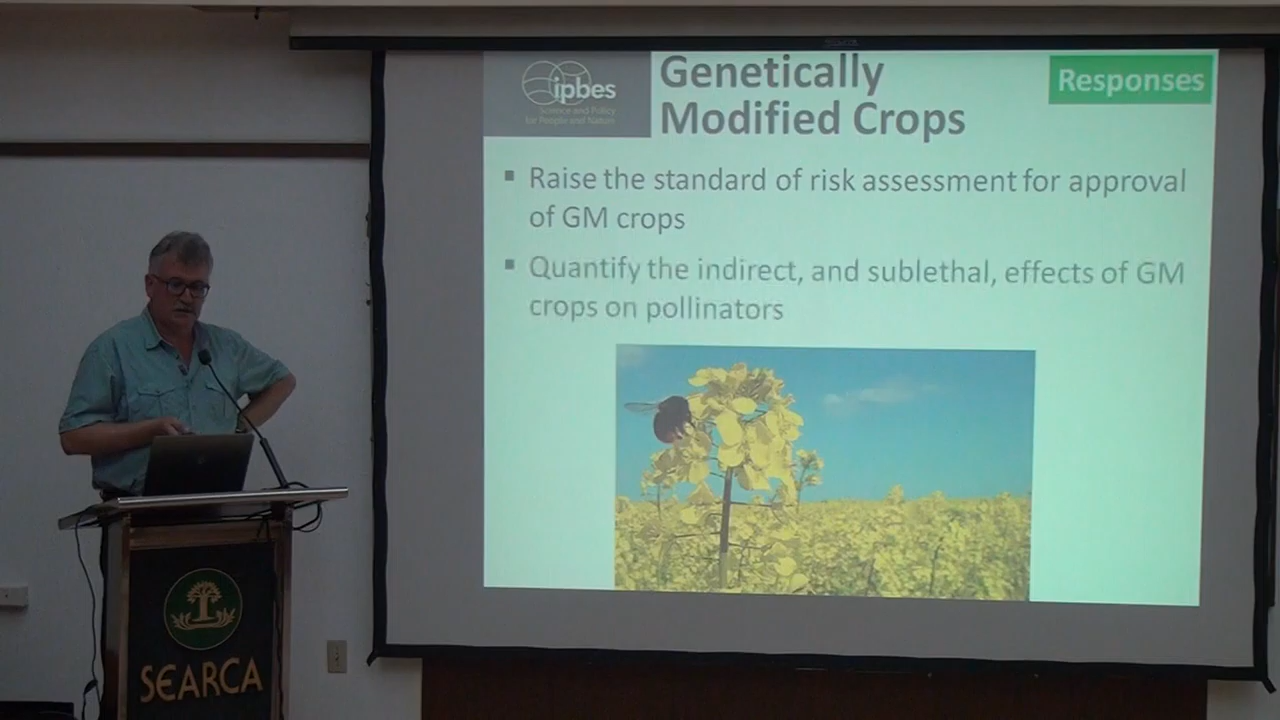 ipbes
Science and Policy
for People and Nature
Genetically
Modified Crops
Responses
▪ Raise the standard of risk assessment for approval
of GM crops
▪ Quantify the indirect, and sublethal, effects of GM
crops on pollinators
SEARCA